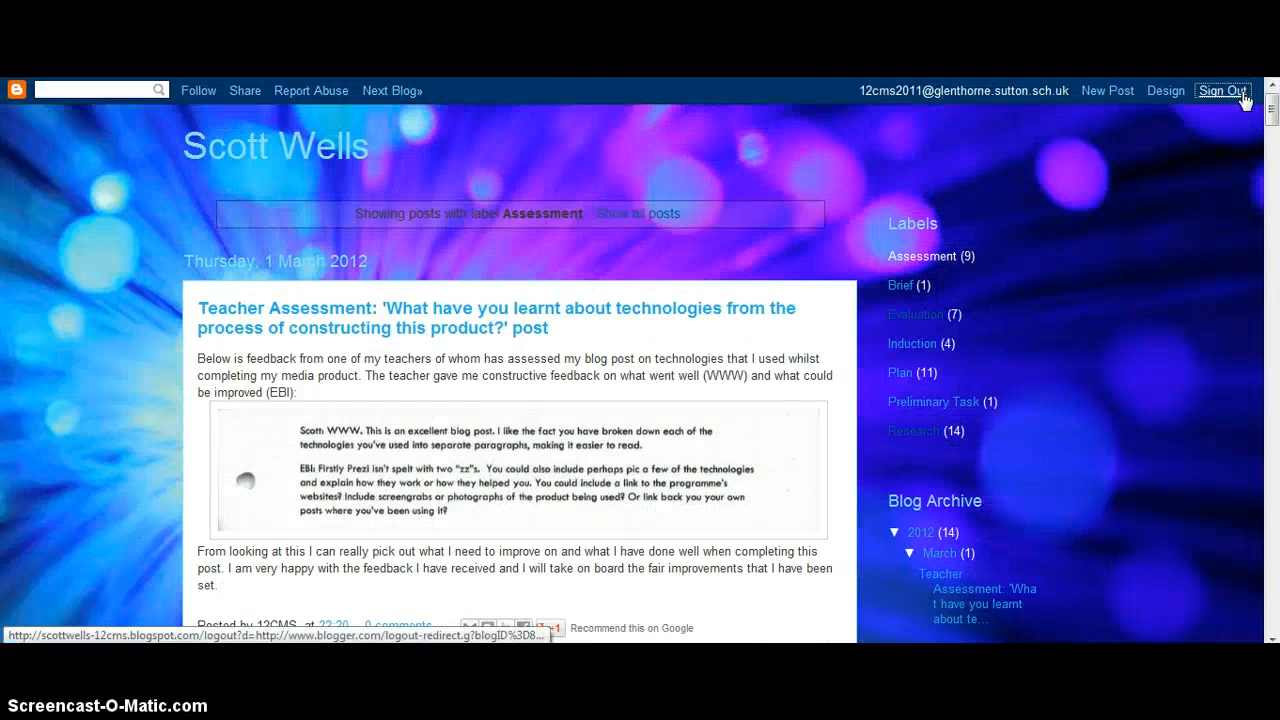 Follow Share Report Abuse Next Blog» 12cms2011@glenthorne.sutton.sch.uk New Post Design Sign Out
Scott Wells
Showing posts with label Assessment Show all posts
Thursday, 1 March 2012
Teacher Assessment: 'What have you learnt about technologies from the
process of constructing this product?' post
Below is feedback from one of my teachers of whom has assessed my blog post on technologies that I used whilst
completing my media product. The teacher gave me constructive feedback on what went well (WWW) and what could
be improved (EBI):
Scott: WWW. This is an excellent blog post. I like the fact you have broken down each of the
technologies you've used into separate paragraphs, making it easier to read.
EBI: Firstly Prezi isn't spelt with two "zz"s. You could also include perhaps pic a few of the technologies
and explain how they work or how they helped you. You could include a link to the programme's
websites? Include screengrabs or photographs of the product being used? Or link back you your own
posts where you've been using it?
From looking at this I can really pick out what I need to improve on and what I have done well when completing this
post. I am very happy with the feedback I have received and I will take on board the fair improvements that I have been
set.
Posted by 12CMS. at 22:20 0 comments
+1 Recommend this on Google
Labels
Assessment (9)
Brief (1)
Evaluation (7)
Induction (4)
Plan (11)
Preliminary Task (1)
Research (14)
Blog Archive
▼ 2012 (14)
▼ March (1)
Teacher
Assessment: 'Wha
t have you learnt
about te...
http://scottwells-12cms.blogspot.com/logout?d=http://www.blogger.com/logout-redirect.g?blogID%3D8...
Screencast-O-Matic.com